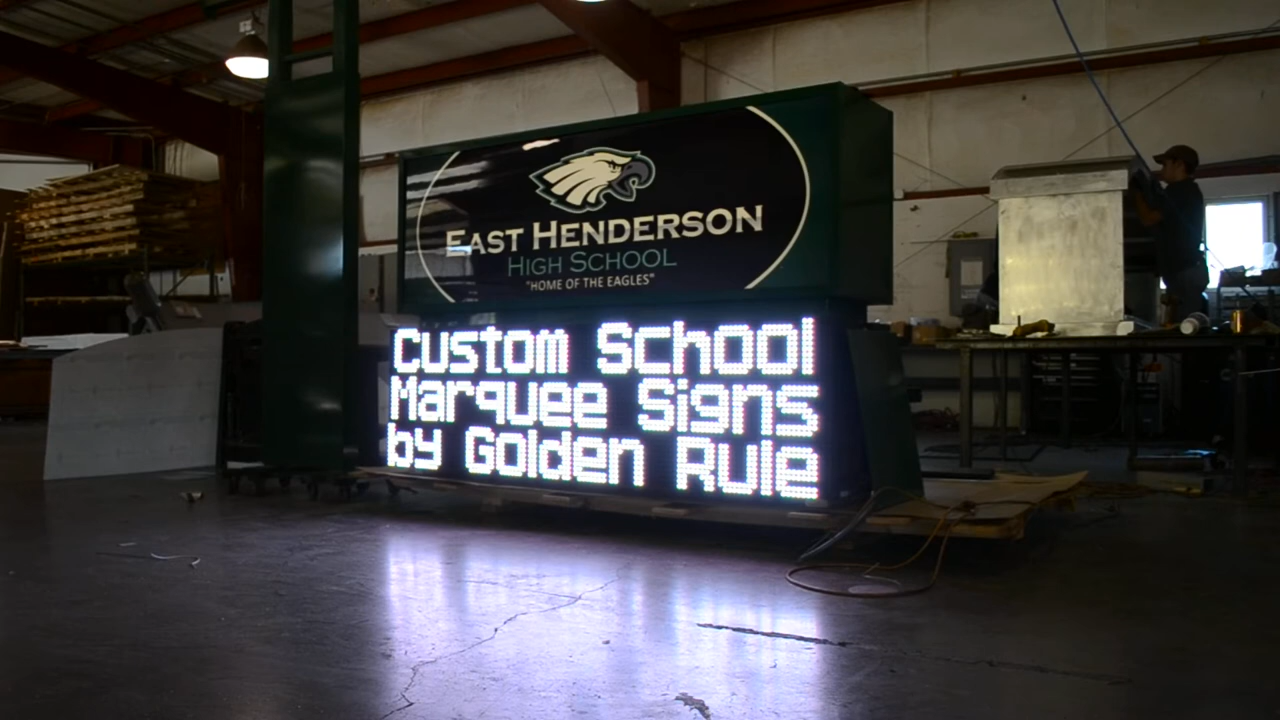 EAST HENDERSON
HIGH SCHOOL
"HOME OF THE EAGLES"
Custom School
Marquee Signs
by Golden Rule